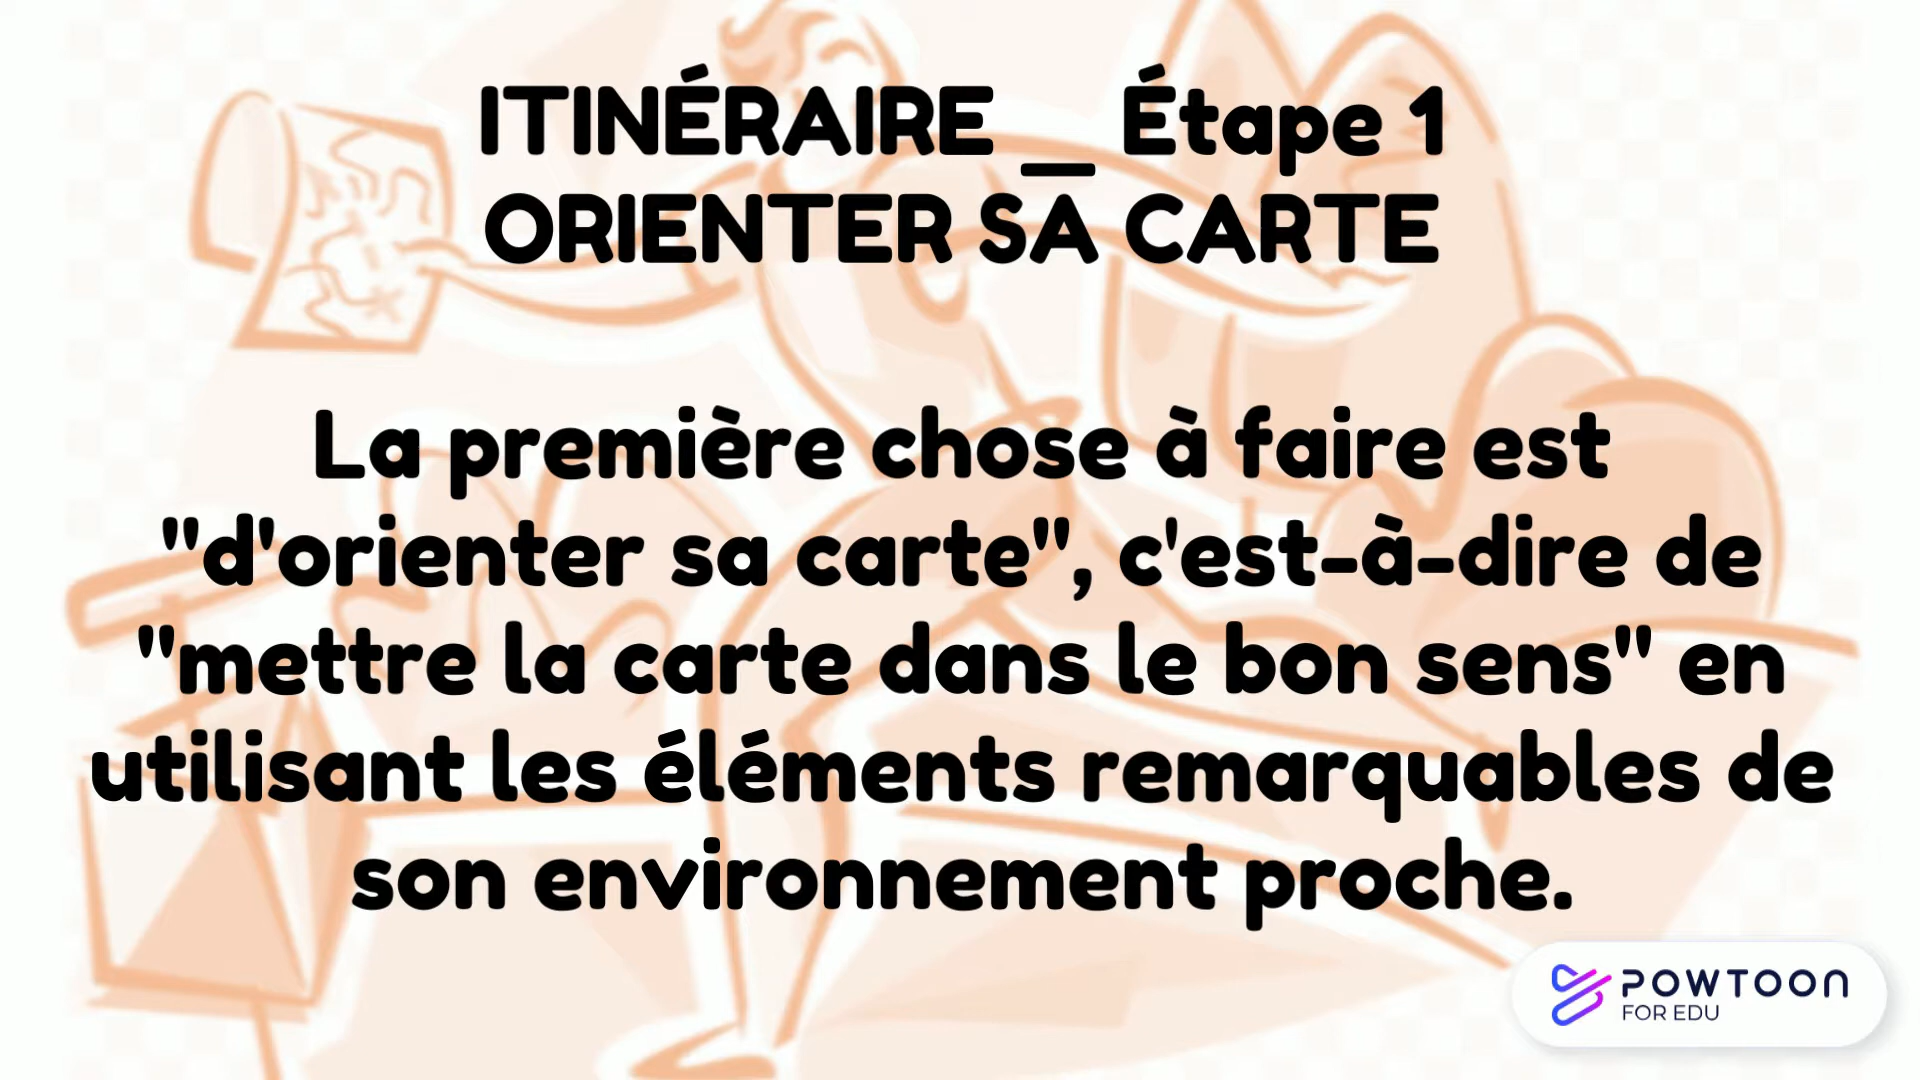 ITINÉRAIRE _ Étape 1
ORIENTER SA CARTE
La première chose à faire est
"d'orienter sa carte", c'est-à-dire de
"mettre la carte dans le bon sens" en
utilisant les éléments remarquables de
son environnement proche.
POWTOON
FOR EDU